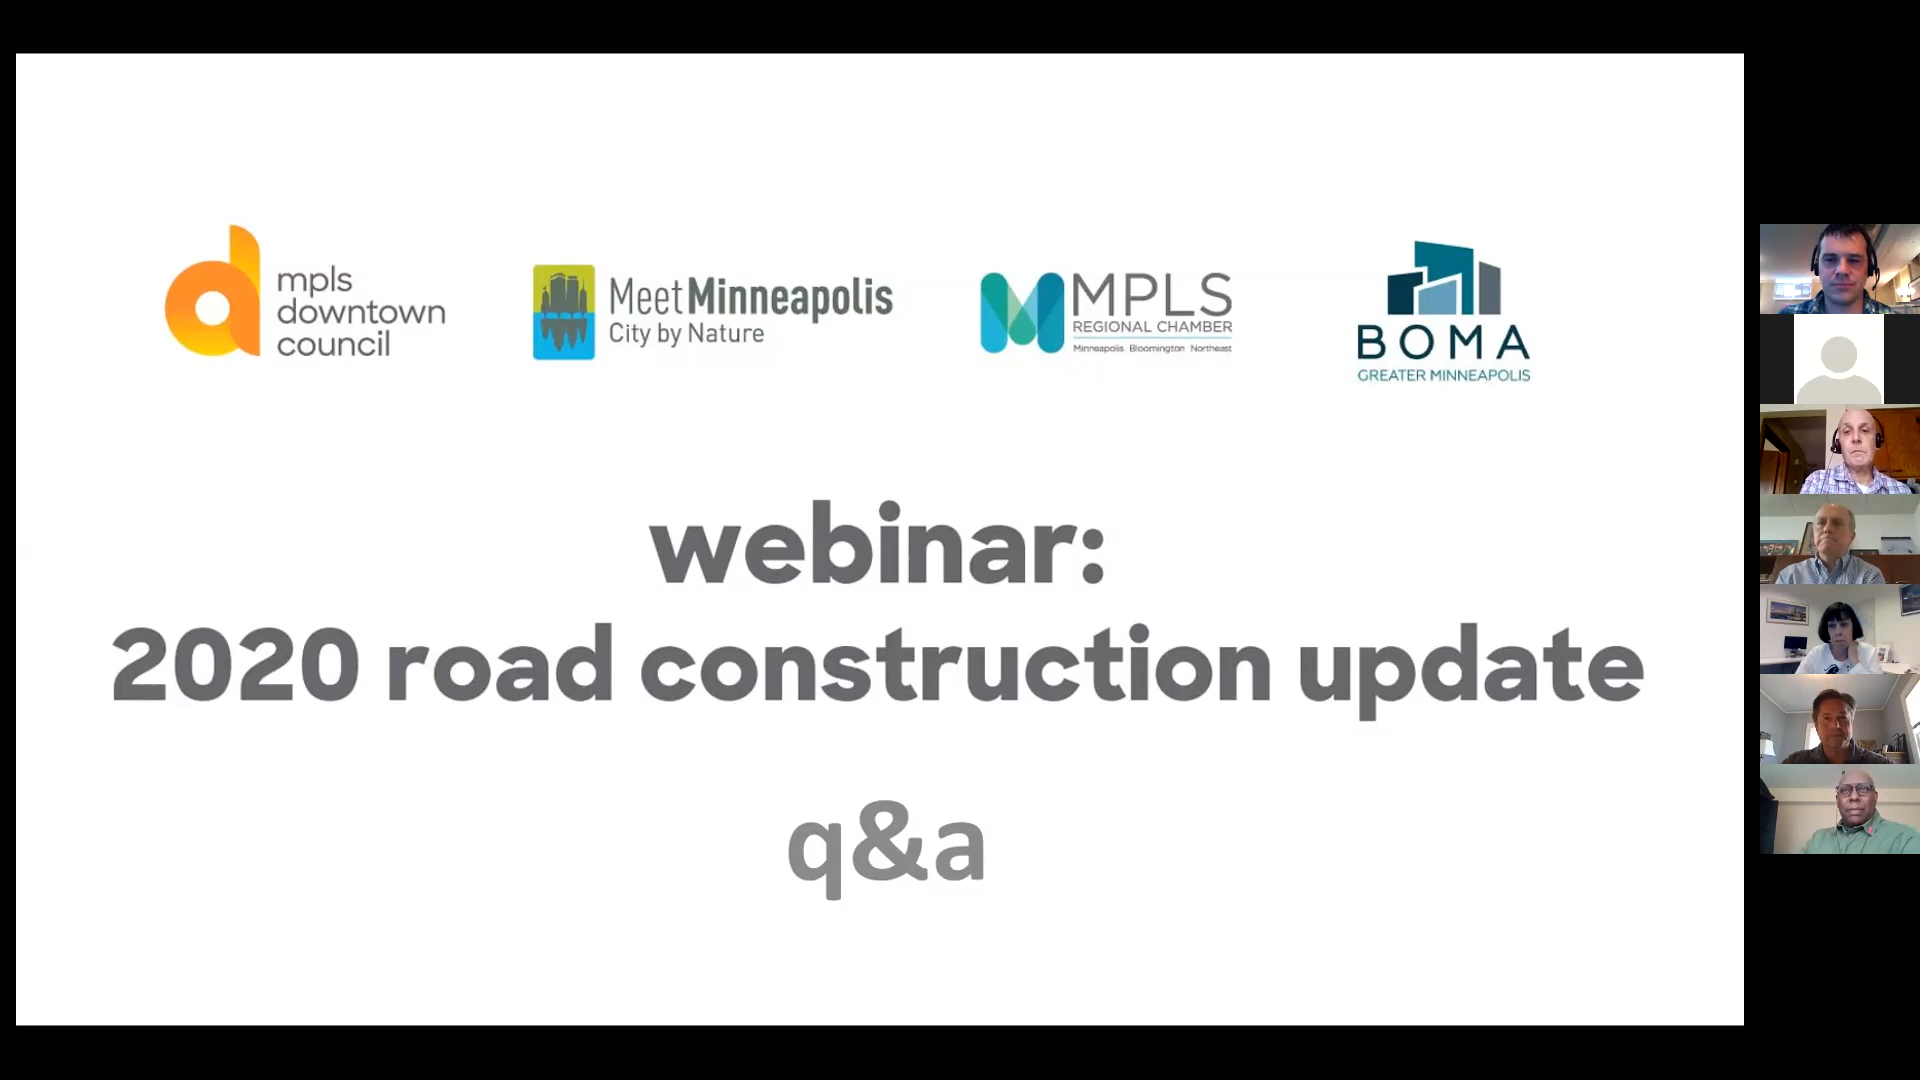 mpls
downtown
council
MeetMinneapolis
City by Nature
MPLS
REGIONAL CHAMBER
Minneapolis Bloomington Northeast
BOMA
GREATER MINNEAPOLIS
webinar:
2020 road construction update
q&a